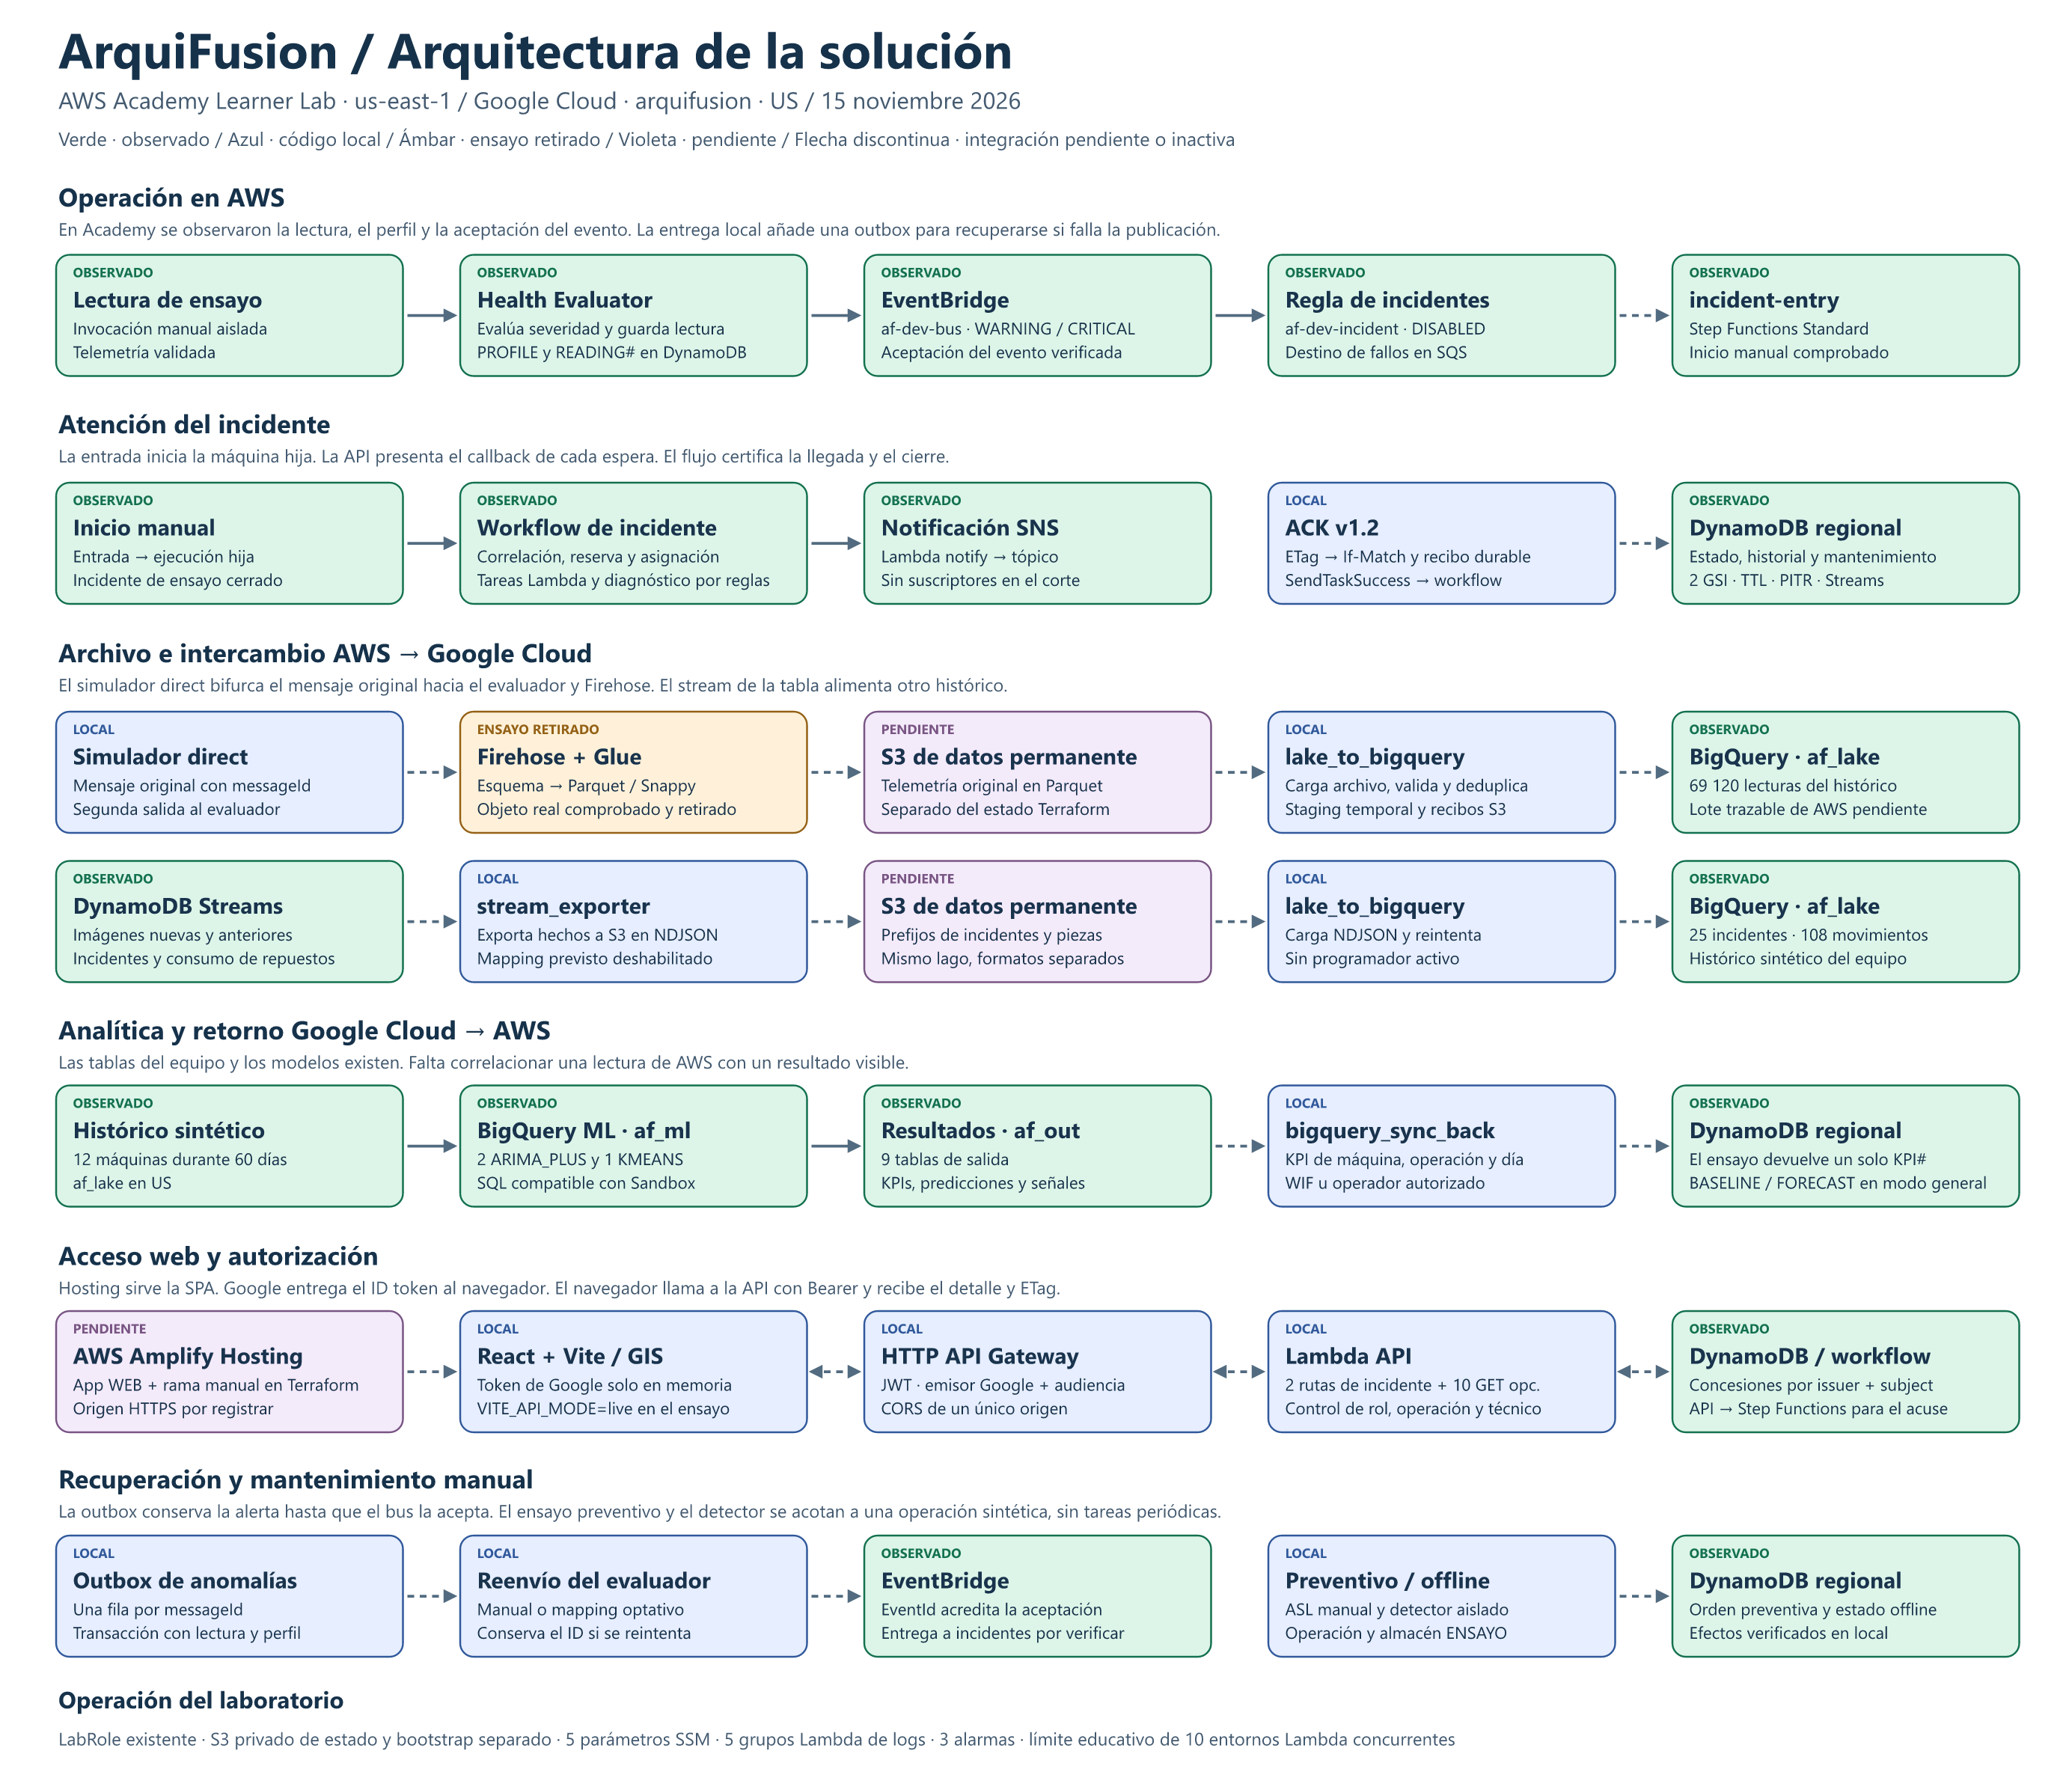 ArquiFusion / Arquitectura de la solución
AWS Academy Learner Lab · us-east-1 / Google Cloud · arquifusion · US / 15 noviembre 2026
Verde · observado / Azul · código local / Ámbar · ensayo retirado / Violeta · pendiente / Flecha discontinua · integración pendiente o inactiva
Operación en AWS
En Academy se observaron la lectura, el perfil y la aceptación del evento. La entrega local añade una outbox para recuperarse si falla la publicación.
OBSERVADO
Lectura de ensayo
Invocación manual aislada
Telemetría validada
OBSERVADO
Health Evaluator
Evalúa severidad y guarda lectura
PROFILE y READING# en DynamoDB
OBSERVADO
EventBridge
af-dev-bus · WARNING / CRITICAL
Aceptación del evento verificada
OBSERVADO
Regla de incidentes
af-dev-incident · DISABLED
Destino de fallos en SQS
OBSERVADO
incident-entry
Step Functions Standard
Inicio manual comprobado
Atención del incidente
La entrada inicia la máquina hija. La API presenta el callback de cada espera. El flujo certifica la llegada y el cierre.
OBSERVADO
Inicio manual
Entrada → ejecución hija
Incidente de ensayo cerrado
OBSERVADO
Workflow de incidente
Correlación, reserva y asignación
Tareas Lambda y diagnóstico por reglas
OBSERVADO
Notificación SNS
Lambda notify → tópico
Sin suscriptores en el corte
LOCAL
ACK v1.2
ETag → If-Match y recibo durable
SendTaskSuccess → workflow
OBSERVADO
DynamoDB regional
Estado, historial y mantenimiento
2 GSI · TTL · PITR · Streams
Archivo e intercambio AWS → Google Cloud
El simulador direct bifurca el mensaje original hacia el evaluador y Firehose. El stream de la tabla alimenta otro histórico.
LOCAL
Simulador direct
Mensaje original con messageId
Segunda salida al evaluador
ENSAYO RETIRADO
Firehose + Glue
Esquema → Parquet / Snappy
Objeto real comprobado y retirado
PENDIENTE
S3 de datos permanente
Telemetría original en Parquet
Separado del estado Terraform
LOCAL
lake_to_bigquery
Carga archivo, valida y deduplica
Staging temporal y recibos S3
OBSERVADO
BigQuery · af_lake
69 120 lecturas del histórico
Lote trazable de AWS pendiente
OBSERVADO
DynamoDB Streams
Imágenes nuevas y anteriores
Incidentes y consumo de repuestos
LOCAL
stream_exporter
Exporta hechos a S3 en NDJSON
Mapping previsto deshabilitado
PENDIENTE
S3 de datos permanente
Prefijos de incidentes y piezas
Mismo lago, formatos separados
LOCAL
lake_to_bigquery
Carga NDJSON y reintenta
Sin programador activo
OBSERVADO
BigQuery · af_lake
25 incidentes · 108 movimientos
Histórico sintético del equipo
Analítica y retorno Google Cloud → AWS
Las tablas del equipo y los modelos existen. Falta correlacionar una lectura de AWS con un resultado visible.
OBSERVADO
Histórico sintético
12 máquinas durante 60 días
af_lake en US
OBSERVADO
BigQuery ML · af_ml
2 ARIMA_PLUS y 1 KMEANS
SQL compatible con Sandbox
OBSERVADO
Resultados · af_out
9 tablas de salida
KPIs, predicciones y señales
LOCAL
bigquery_sync_back
KPI de máquina, operación y día
WIF u operador autorizado
OBSERVADO
DynamoDB regional
El ensayo devuelve un solo KPI#
BASELINE / FORECAST en modo general
Acceso web y autorización
Hosting sirve la SPA. Google entrega el ID token al navegador. El navegador llama a la API con Bearer y recibe el detalle y ETag.
PENDIENTE
AWS Amplify Hosting
App WEB + rama manual en Terraform
Origen HTTPS por registrar
LOCAL
React + Vite / GIS
Token de Google solo en memoria
VITE_API_MODE=live en el ensayo
LOCAL
HTTP API Gateway
JWT · emisor Google + audiencia
CORS de un único origen
LOCAL
Lambda API
2 rutas de incidente + 10 GET opc.
Control de rol, operación y técnico
OBSERVADO
DynamoDB / workflow
Concesiones por issuer + subject
API → Step Functions para el acuse
Recuperación y mantenimiento manual
La outbox conserva la alerta hasta que el bus la acepta. El ensayo preventivo y el detector se acotan a una operación sintética, sin tareas periódicas.
LOCAL
Outbox de anomalías
Una fila por messageId
Transacción con lectura y perfil
LOCAL
Reenvío del evaluador
Manual o mapping optativo
Conserva el ID si se reintenta
OBSERVADO
EventBridge
EventId acredita la aceptación
Entrega a incidentes por verificar
LOCAL
Preventivo / offline
ASL manual y detector aislado
Operación y almacén ENSAYO
OBSERVADO
DynamoDB regional
Orden preventiva y estado offline
Efectos verificados en local
Operación del laboratorio
LabRole existente · S3 privado de estado y bootstrap separado · 5 parámetros SSM · 5 grupos Lambda de logs · 3 alarmas · límite educativo de 10 entornos Lambda concurrentes